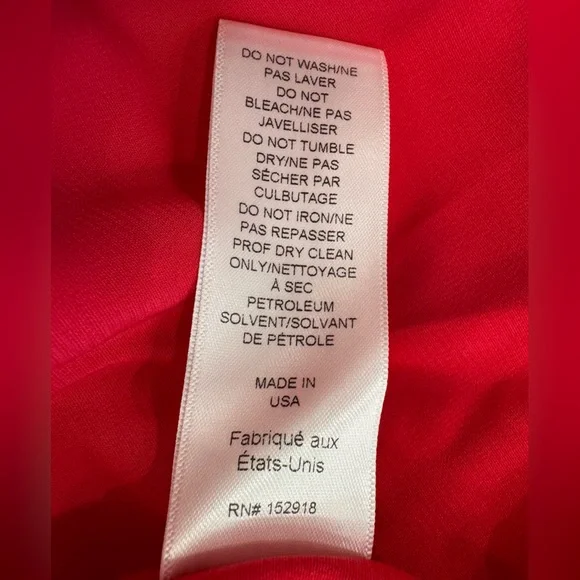 DO NOT WASH/NE
PAS LAVER
DO NOT
BLEACH/NE PAS
JAVELLISER
DO NOT TUMBLE
DRY/NE PAS
SÉCHER PAR
CULBUTAGE
DO NOT IRON/NE
PAS REPASSER
PROF DRY CLEAN
ONLY/NETTOYAGE
À SEC
PETROLEUM
SOLVENT/SOLVANT
DE PÉTROLE
MADE IN
USA
Fabriqué aux
États-Unis
RN# 152918